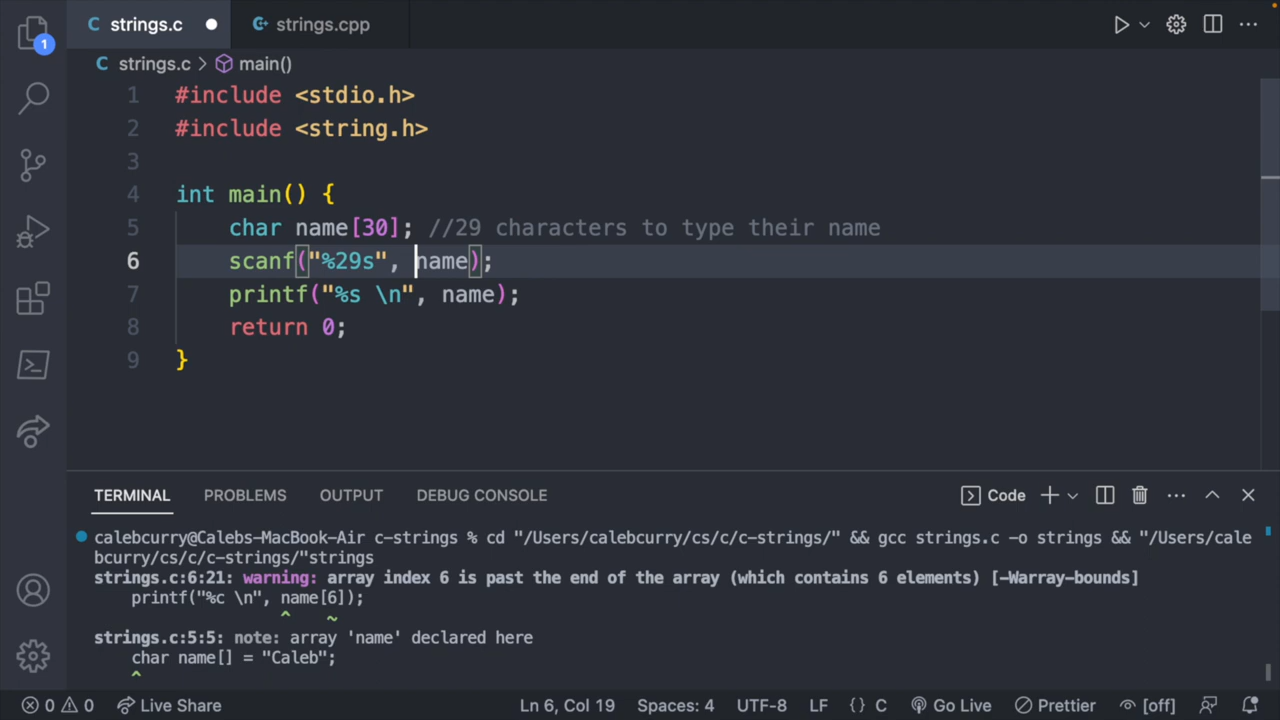 strings.c strings.cpp
1
strings.c > main()
1 #include <stdio.h>
2 #include <string.h>
3
4 int main() {
5 char name[30]; //29 characters to type their name
6 scanf("%29s", name);
7 printf("%s \n", name);
8 return 0;
9 }
TERMINAL PROBLEMS OUTPUT DEBUG CONSOLE Code
calebcurry@Calebs-MacBook-Air c-strings % cd "/Users/calebcurry/cs/c/c-strings/" && gcc strings.c -o strings && "/Users/cale
bcurry/cs/c/c-strings/"strings
strings.c:6:21: warning: array index 6 is past the end of the array (which contains 6 elements) [-Warray-bounds]
printf("%c \n", name[6]);
^ ~
strings.c:5:5: note: array 'name' declared here
char name[] = "Caleb";
^
0 0 Live Share Ln 6, Col 19 Spaces: 4 UTF-8 LF {} C Go Live Prettier [off]